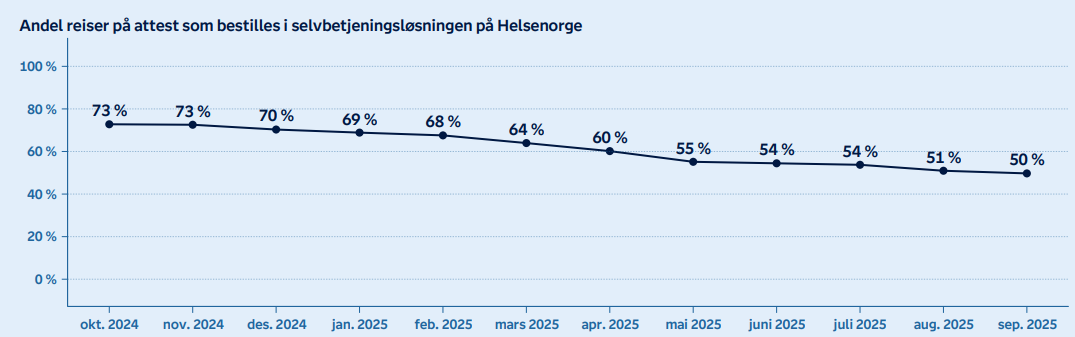 Andel reiser på attest som bestilles i selvbetjeningsløsningen på Helsenorge
100 %
80 %
60 %
40 %
20 %
0 %
73 %
73 %
70 %
69 %
68 %
64 %
60 %
55 %
54 %
54 %
51 %
50 %
okt. 2024
nov. 2024
des. 2024
jan. 2025
feb. 2025
mars 2025
apr. 2025
mai 2025
juni 2025
juli 2025
aug. 2025
sep. 2025